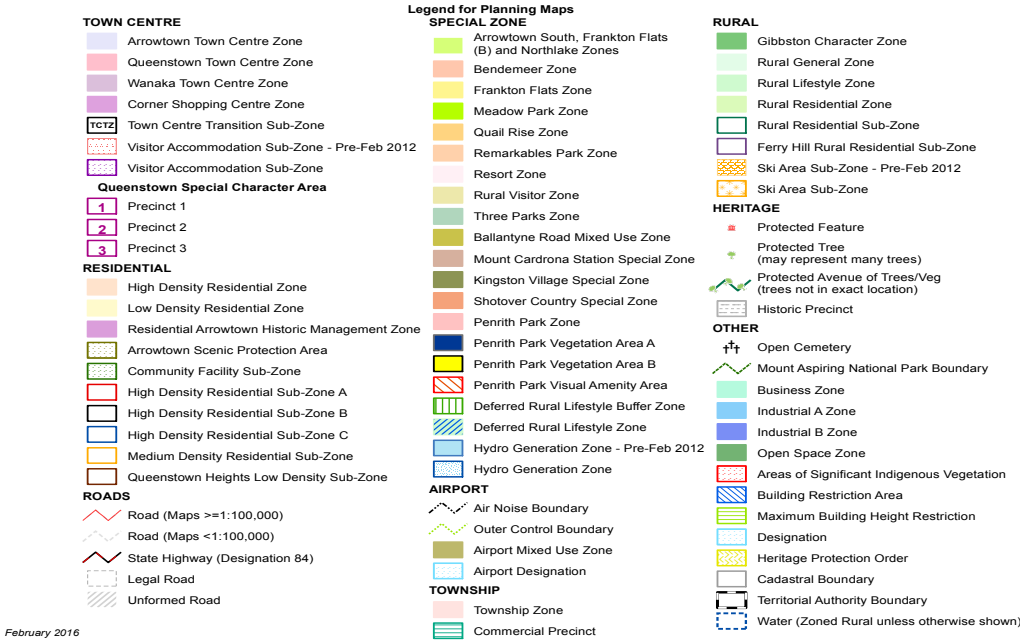 Legend for Planning Maps
TOWN CENTRE
Arrowtown Town Centre Zone
Queenstown Town Centre Zone
Wanaka Town Centre Zone
Corner Shopping Centre Zone
TCTZ Town Centre Transition Sub-Zone
Visitor Accommodation Sub-Zone - Pre-Feb 2012
Visitor Accommodation Sub-Zone
Queenstown Special Character Area
1 Precinct 1
2 Precinct 2
3 Precinct 3
RESIDENTIAL
High Density Residential Zone
Low Density Residential Zone
Residential Arrowtown Historic Management Zone
Arrowtown Scenic Protection Area
Community Facility Sub-Zone
High Density Residential Sub-Zone A
High Density Residential Sub-Zone B
High Density Residential Sub-Zone C
Medium Density Residential Sub-Zone
Queenstown Heights Low Density Sub-Zone
ROADS
Road (Maps >=1:100,000)
Road (Maps <1:100,000)
State Highway (Designation 84)
Legal Road
Unformed Road
February 2016
SPECIAL ZONE
Arrowtown South, Frankton Flats
(B) and Northlake Zones
Bendemeer Zone
Frankton Flats Zone
Meadow Park Zone
Quail Rise Zone
Remarkables Park Zone
Resort Zone
Rural Visitor Zone
Three Parks Zone
Ballantyne Road Mixed Use Zone
Mount Cardrona Station Special Zone
Kingston Village Special Zone
Shotover Country Special Zone
Penrith Park Zone
Penrith Park Vegetation Area A
Penrith Park Vegetation Area B
Penrith Park Visual Amenity Area
Deferred Rural Lifestyle Buffer Zone
Deferred Rural Lifestyle Zone
Hydro Generation Zone - Pre-Feb 2012
Hydro Generation Zone
AIRPORT
Air Noise Boundary
Outer Control Boundary
Airport Mixed Use Zone
Airport Designation
TOWNSHIP
Township Zone
Commercial Precinct
RURAL
Gibbston Character Zone
Rural General Zone
Rural Lifestyle Zone
Rural Residential Zone
Rural Residential Sub-Zone
Ferry Hill Rural Residential Sub-Zone
Ski Area Sub-Zone - Pre-Feb 2012
Ski Area Sub-Zone
HERITAGE
Protected Feature
Protected Tree
(may represent many trees)
Protected Avenue of Trees/Veg
(trees not in exact location)
Historic Precinct
OTHER
Open Cemetery
Mount Aspiring National Park Boundary
Business Zone
Industrial A Zone
Industrial B Zone
Open Space Zone
Areas of Significant Indigenous Vegetation
Building Restriction Area
Maximum Building Height Restriction
Designation
Heritage Protection Order
Cadastral Boundary
Territorial Authority Boundary
Water (Zoned Rural unless otherwise shown)